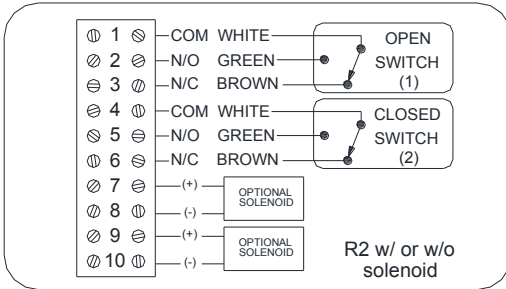 1 COM WHITE
2 N/O GREEN
3 N/C BROWN
OPEN
SWITCH
(1)
4 COM WHITE
5 N/O GREEN
6 N/C BROWN
CLOSED
SWITCH
(2)
7 (+)
8 (-)
OPTIONAL
SOLENOID
9 (+)
10 (-)
OPTIONAL
SOLENOID
R2 w/ or w/o
solenoid